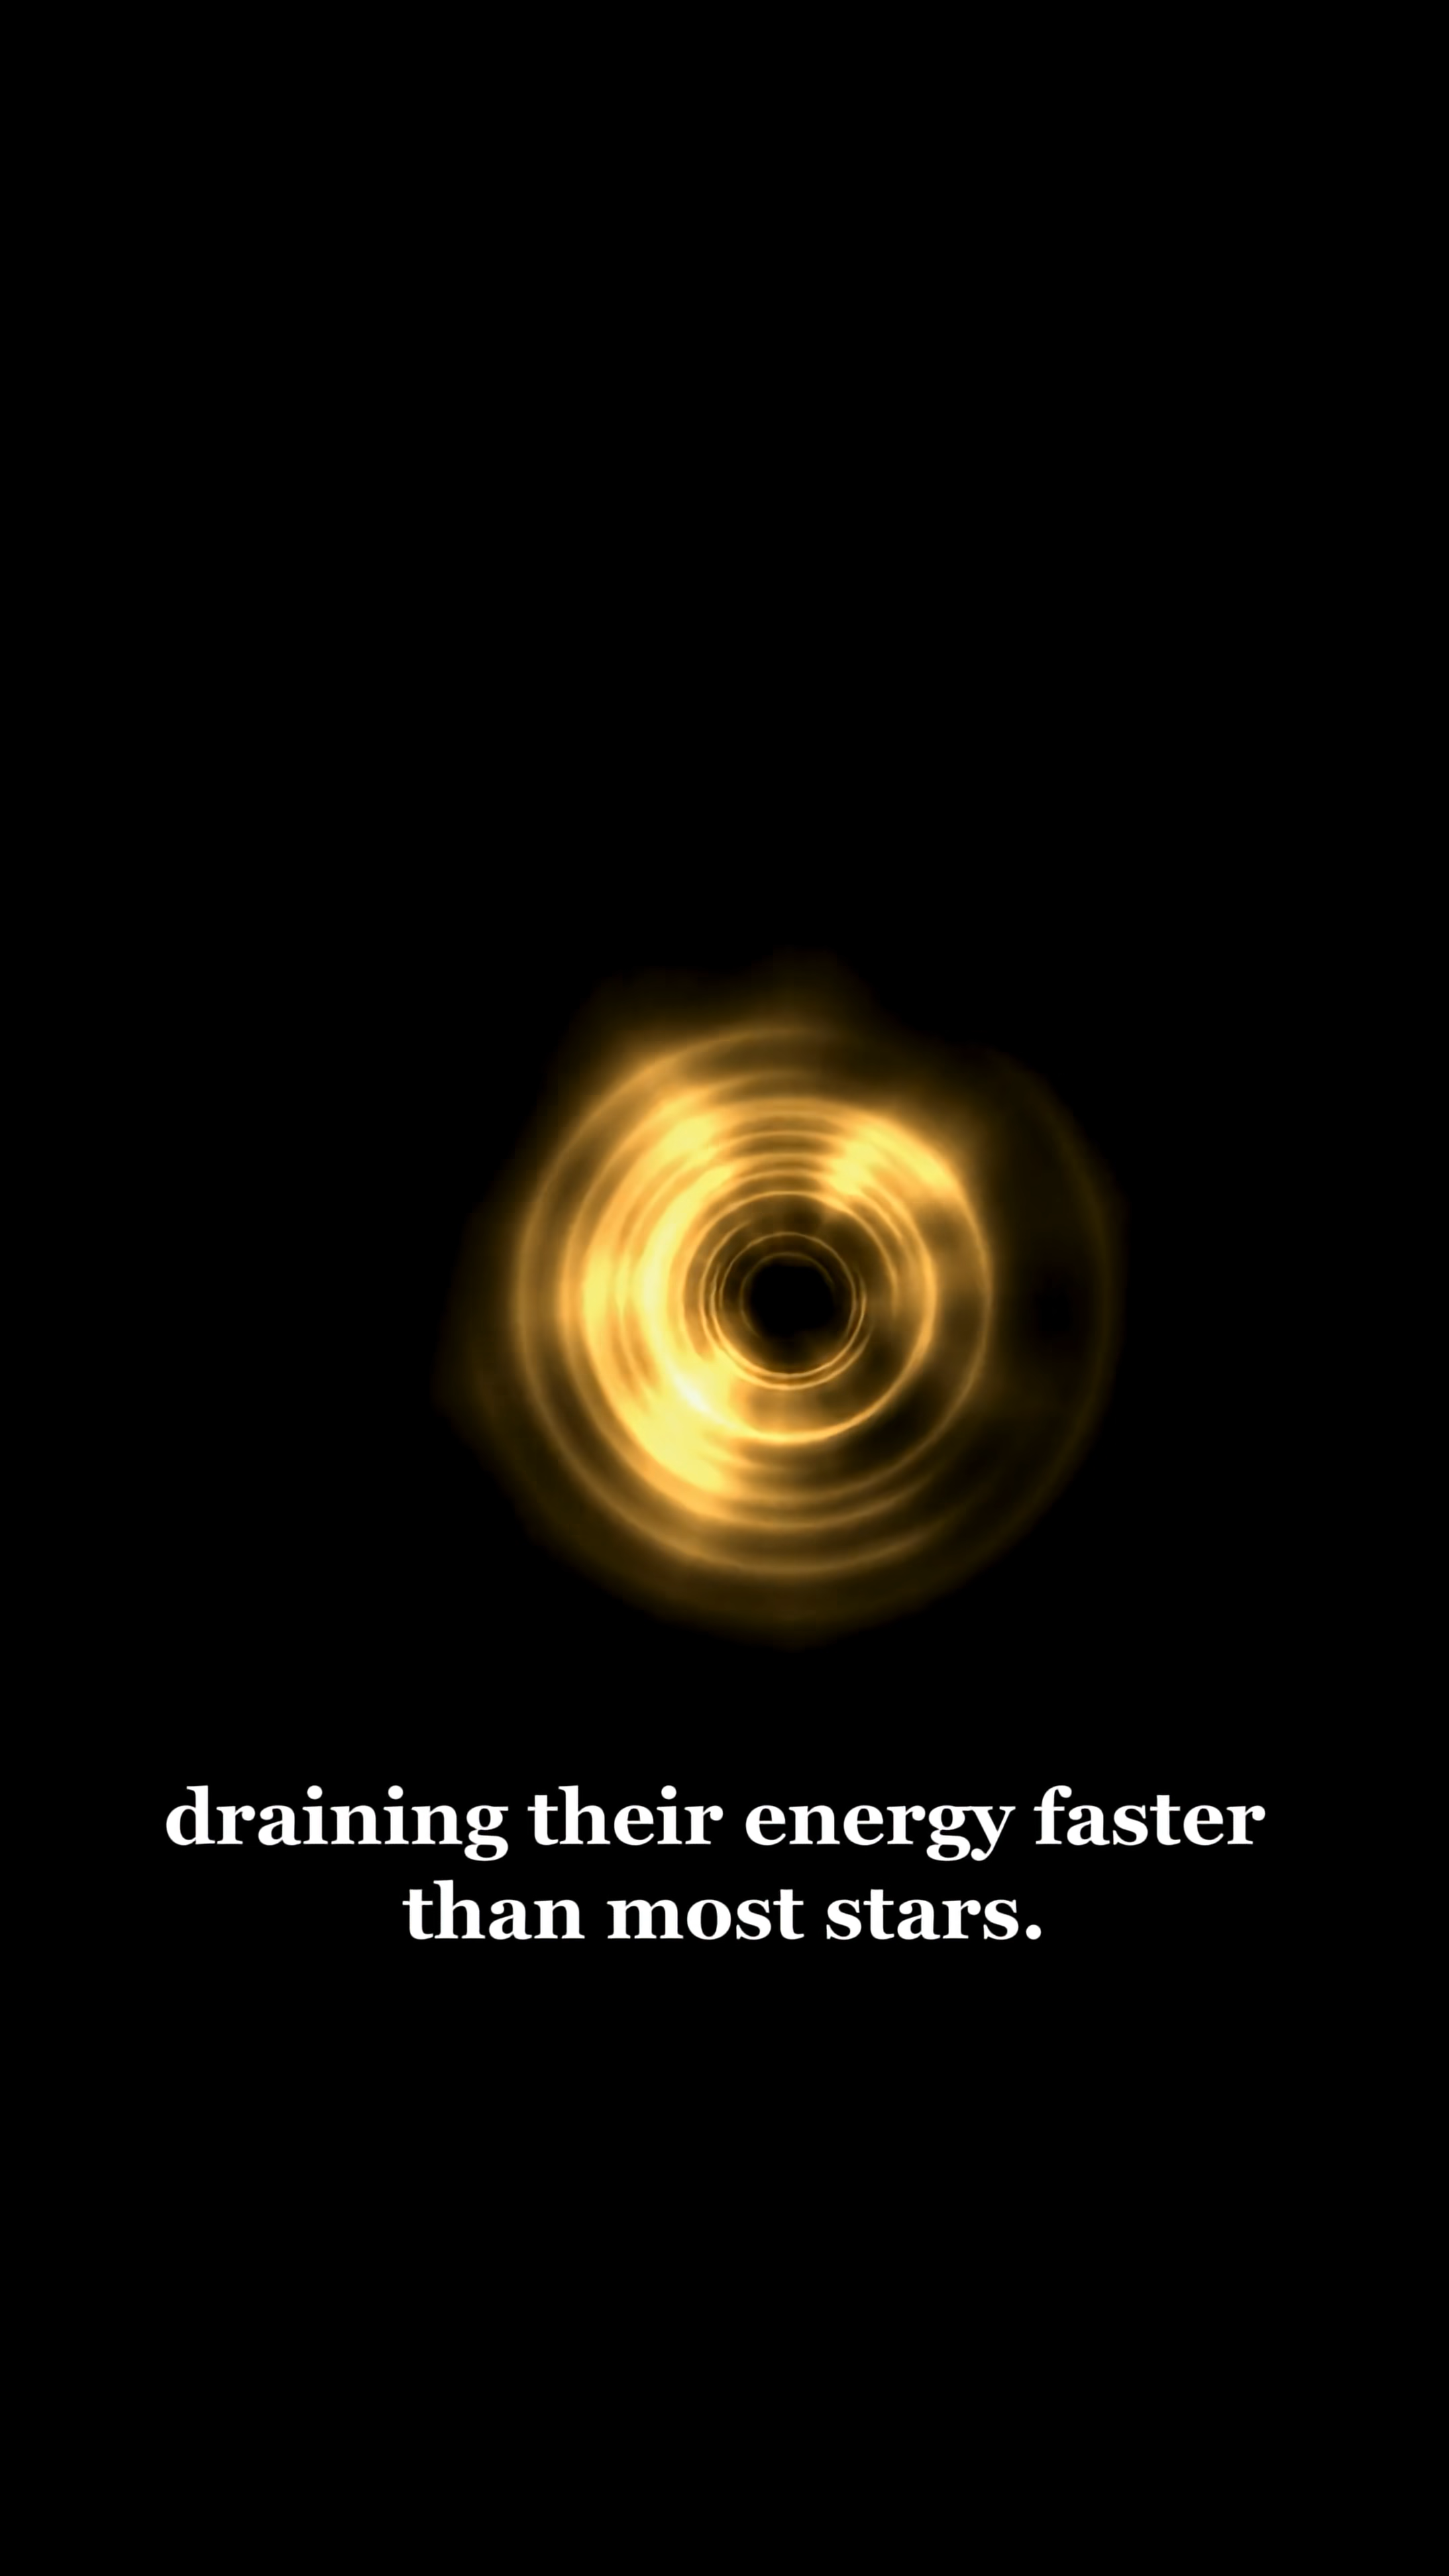 draining their energy faster
than most stars.